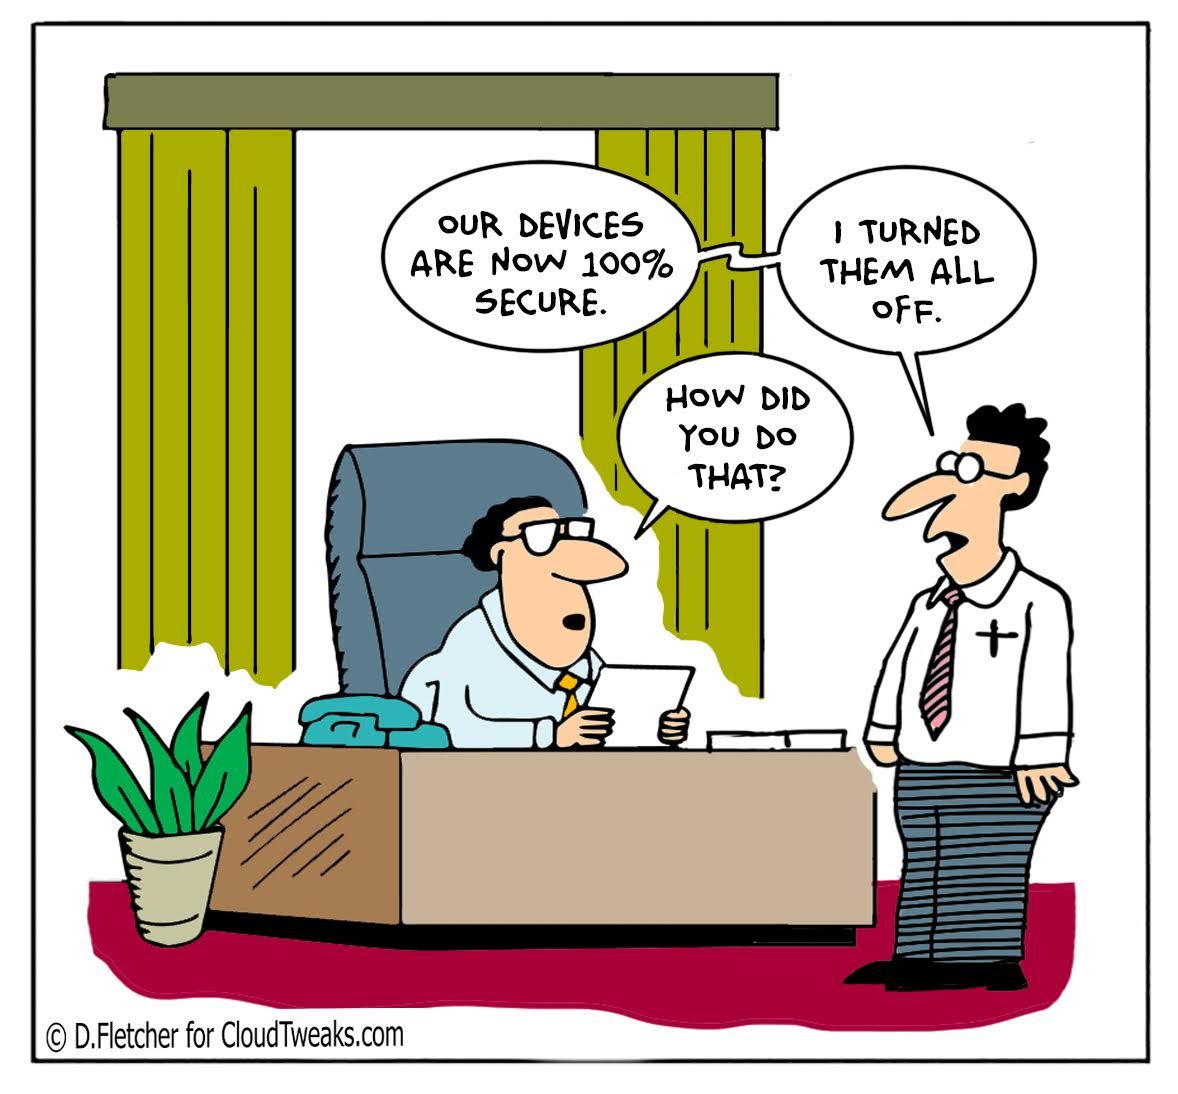 OUR DEVICES
ARE NOW 100%
SECURE.
HOW DID
YOU DO
THAT?
I TURNED
THEM ALL
OFF.
© D.Fletcher for CloudTweaks.com